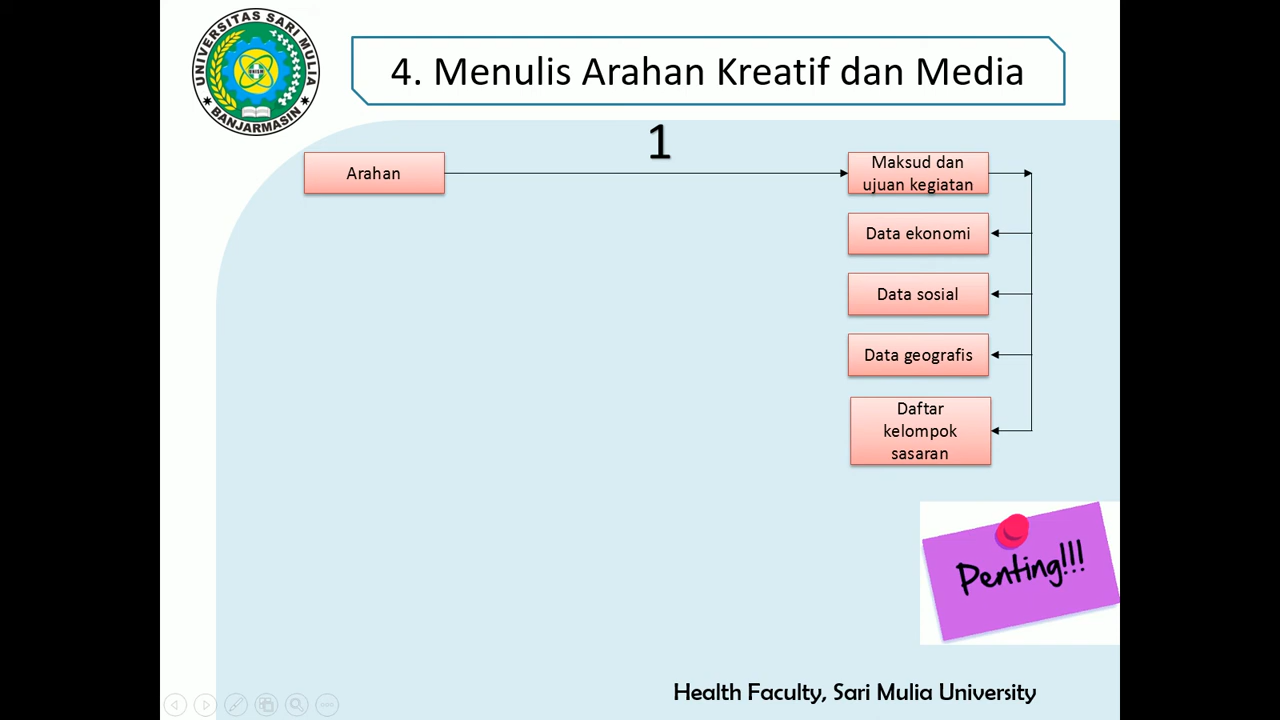 UNIVERSITAS SARI MULIA
UNISM
BANJARMASIN
4. Menulis Arahan Kreatif dan Media
1
Arahan
Maksud dan
ujuan kegiatan
Data ekonomi
Data sosial
Data geografis
Daftar
kelompok
sasaran
Penting!!!
Health Faculty, Sari Mulia University